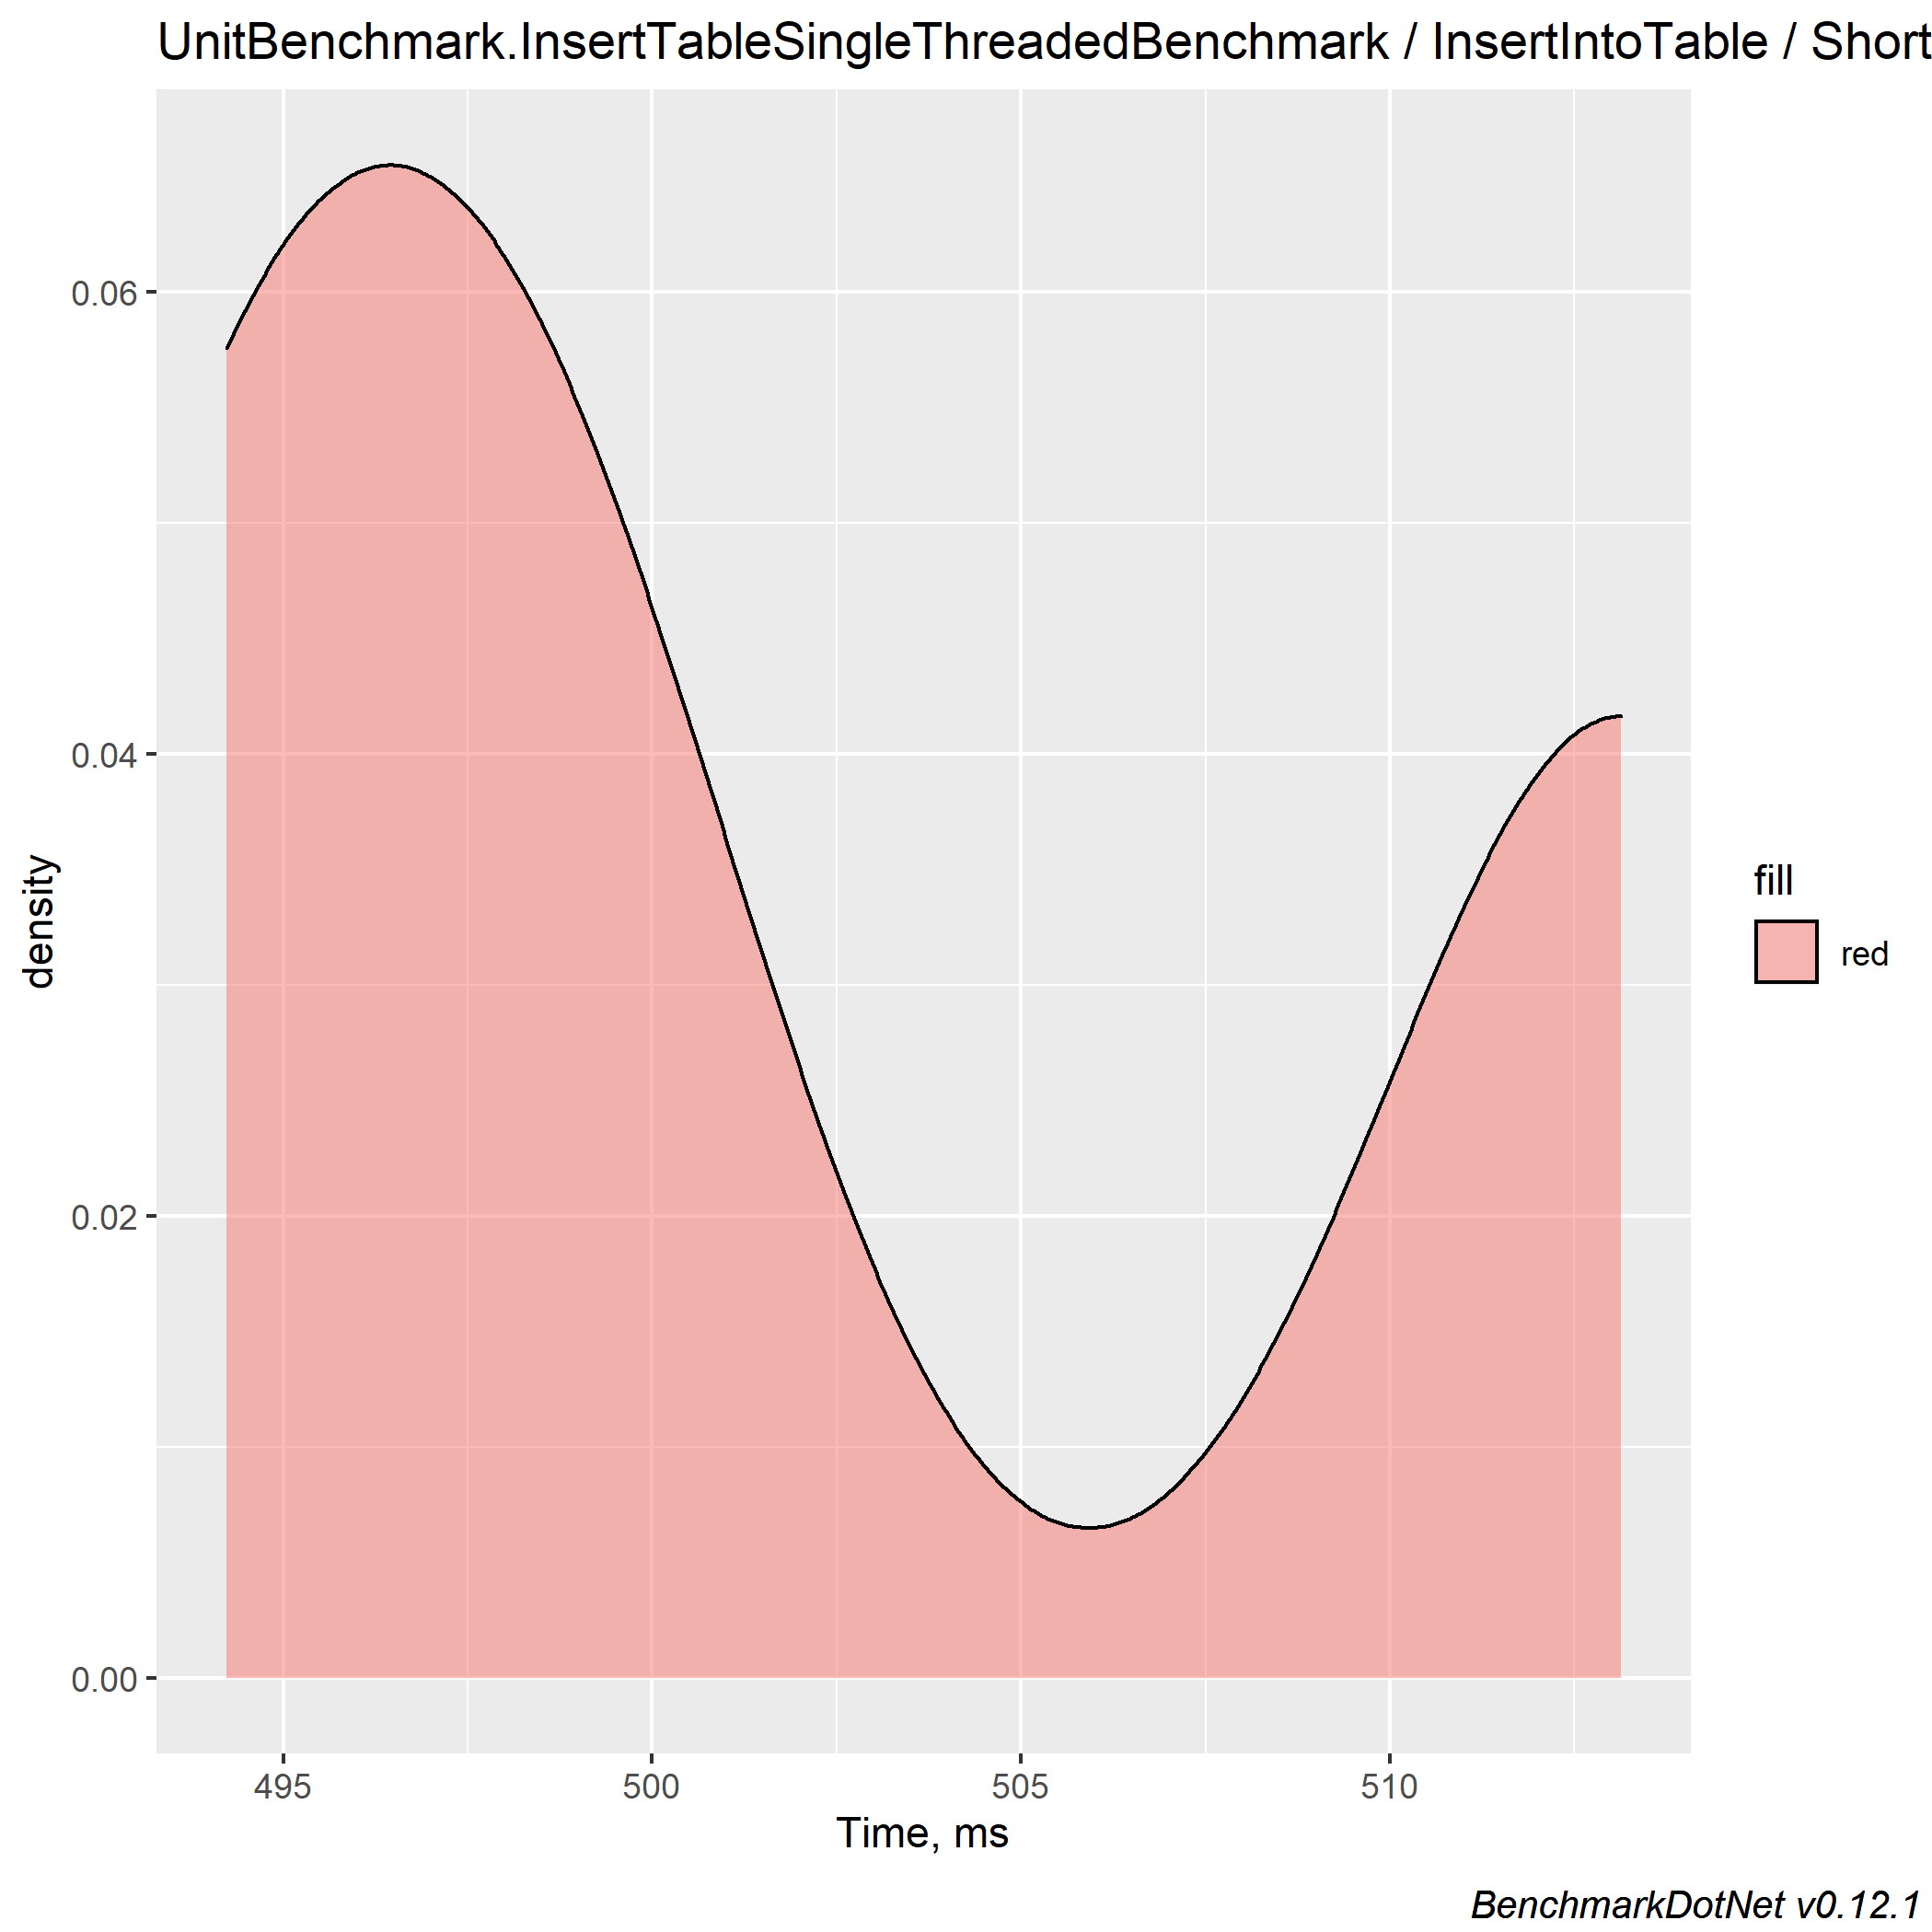 UnitBenchmark.InsertTableSingleThreadedBenchmark / InsertIntoTable / Short
0.06
0.04
0.02
0.00
density
495 500 505 510
Time, ms
fill
red
BenchmarkDotNet v0.12.1